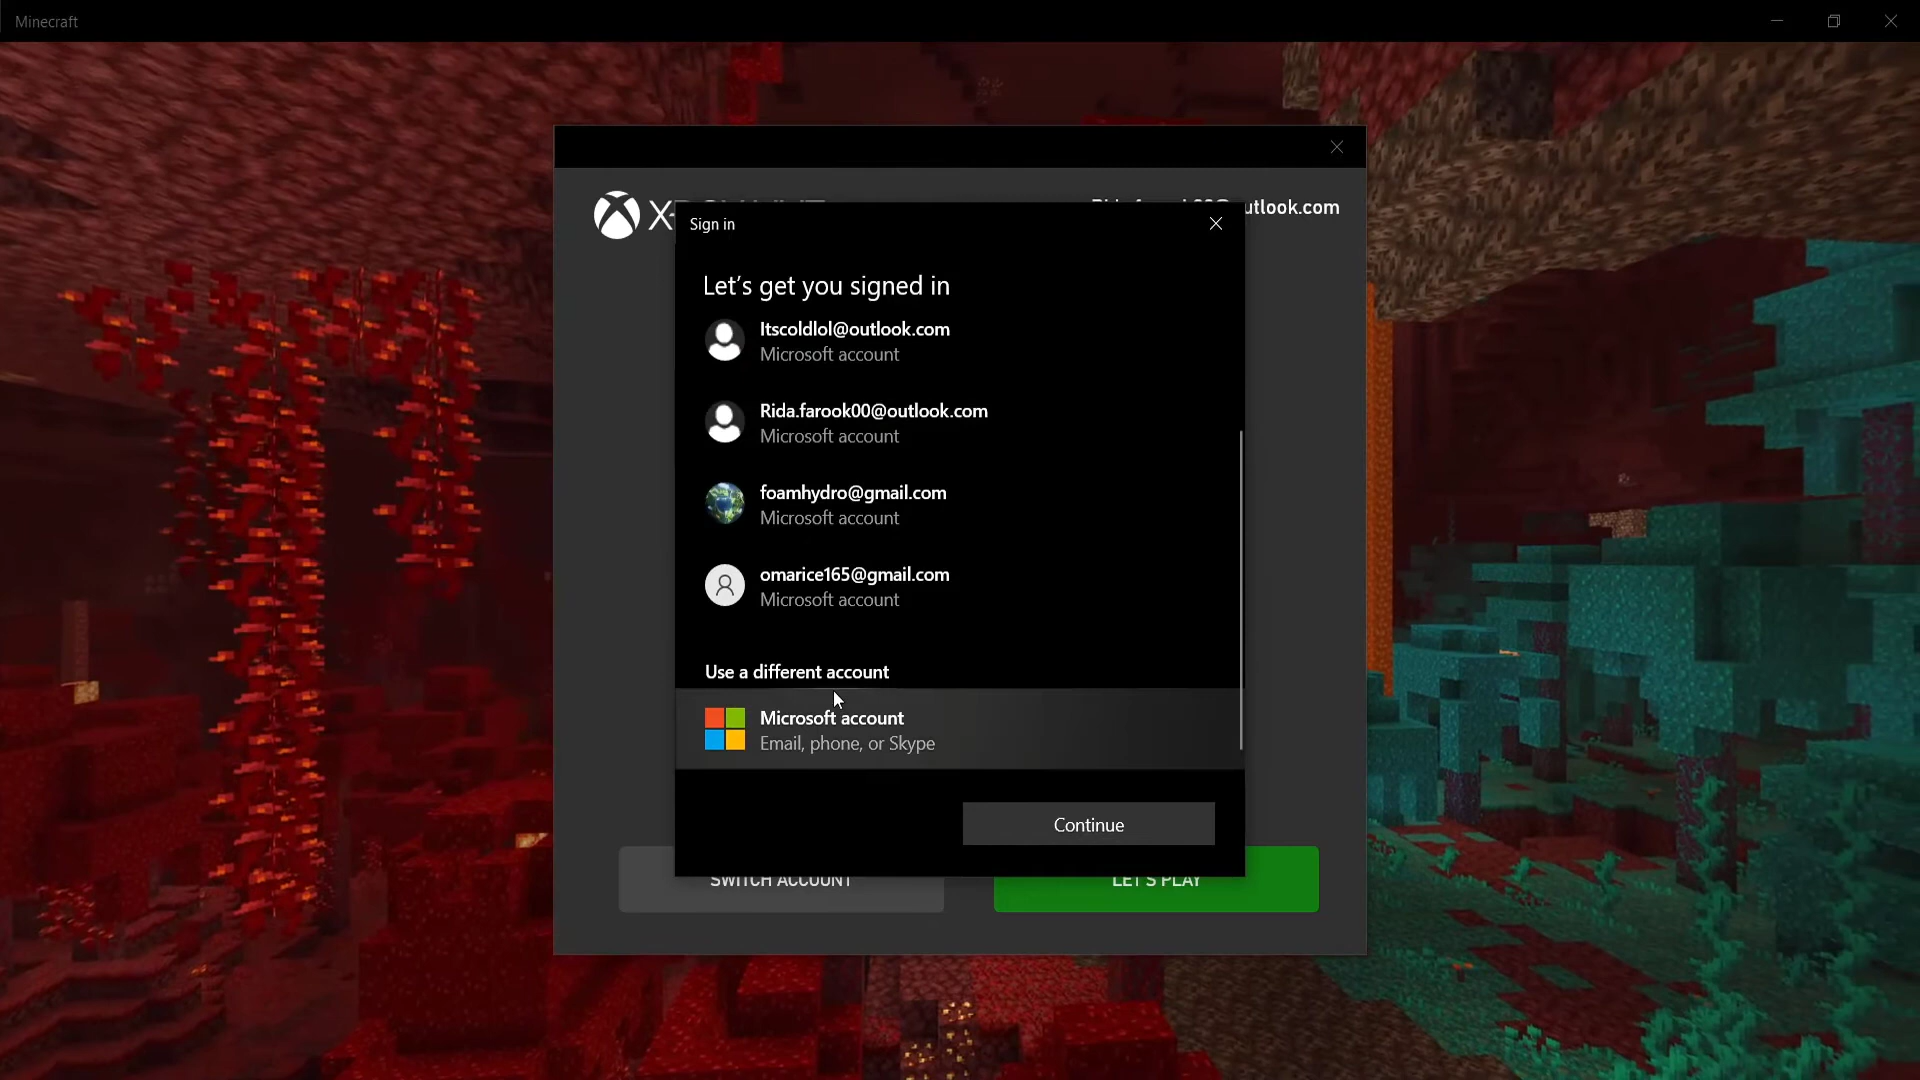 Minecraft
utlook.com
Sign in
Let's get you signed in
Itscoldlol@outlook.com
Microsoft account
Rida.farook00@outlook.com
Microsoft account
foamhydro@gmail.com
Microsoft account
omarice165@gmail.com
Microsoft account
Use a different account
Microsoft account
Email, phone, or Skype
Continue
SWITCH ACCOUNT
LET'S PLAY